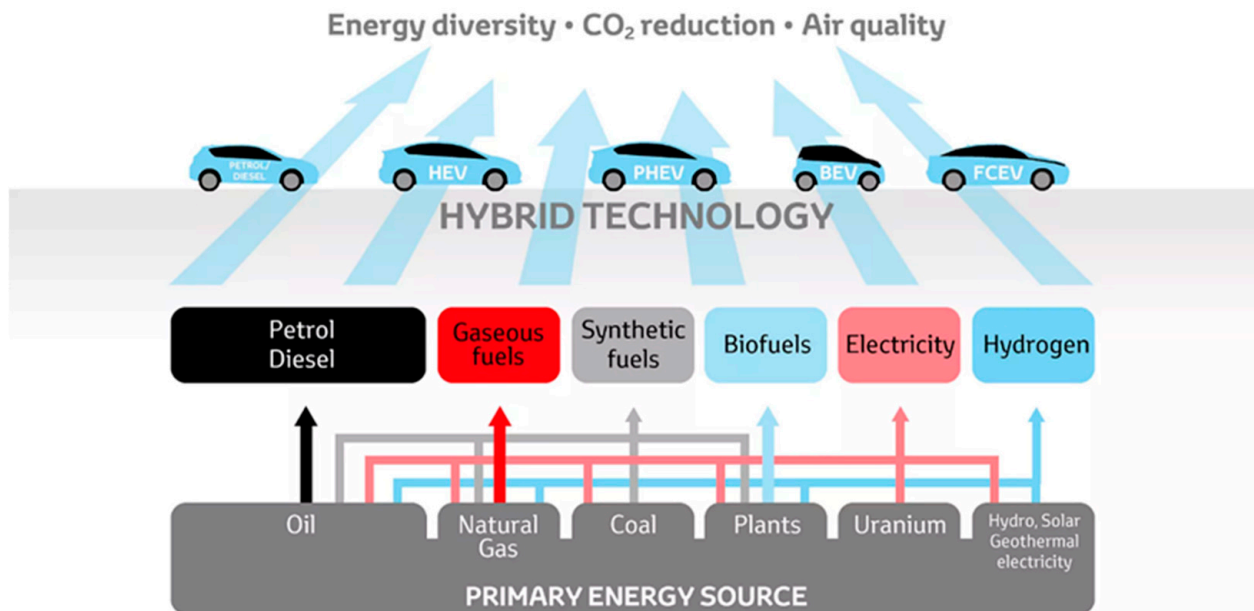 Energy diversity • CO₂ reduction • Air quality
PETROL/
DIESEL
HEV
PHEV
BEV
FCEV
HYBRID TECHNOLOGY
Petrol
Diesel
Gaseous
fuels
Synthetic
fuels
Biofuels
Electricity
Hydrogen
Oil
Natural
Gas
Coal
Plants
Uranium
Hydro, Solar
Geothermal
electricity
PRIMARY ENERGY SOURCE